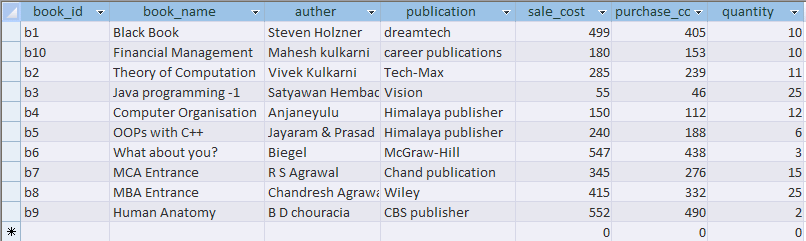 book_id book_name auther publication sale_cost purchase_cc quantity
b1 Black Book Steven Holzner dreamtech 499 405 10
b10 Financial Management Mahesh kulkarni career publications 180 153 10
b2 Theory of Computation Vivek Kulkarni Tech-Max 285 239 11
b3 Java programming -1 Satyawan Hembac Vision 55 46 25
b4 Computer Organisation Anjaneyulu Himalaya publisher 150 112 12
b5 OOPs with C++ Jayaram & Prasad Himalaya publisher 240 188 6
b6 What about you? Biegel McGraw-Hill 547 438 3
b7 MCA Entrance R S Agrawal Chand publication 345 276 15
b8 MBA Entrance Chandresh Agrawa Wiley 415 332 25
b9 Human Anatomy B D chouracia CBS publisher 552 490 2
* 0 0 0